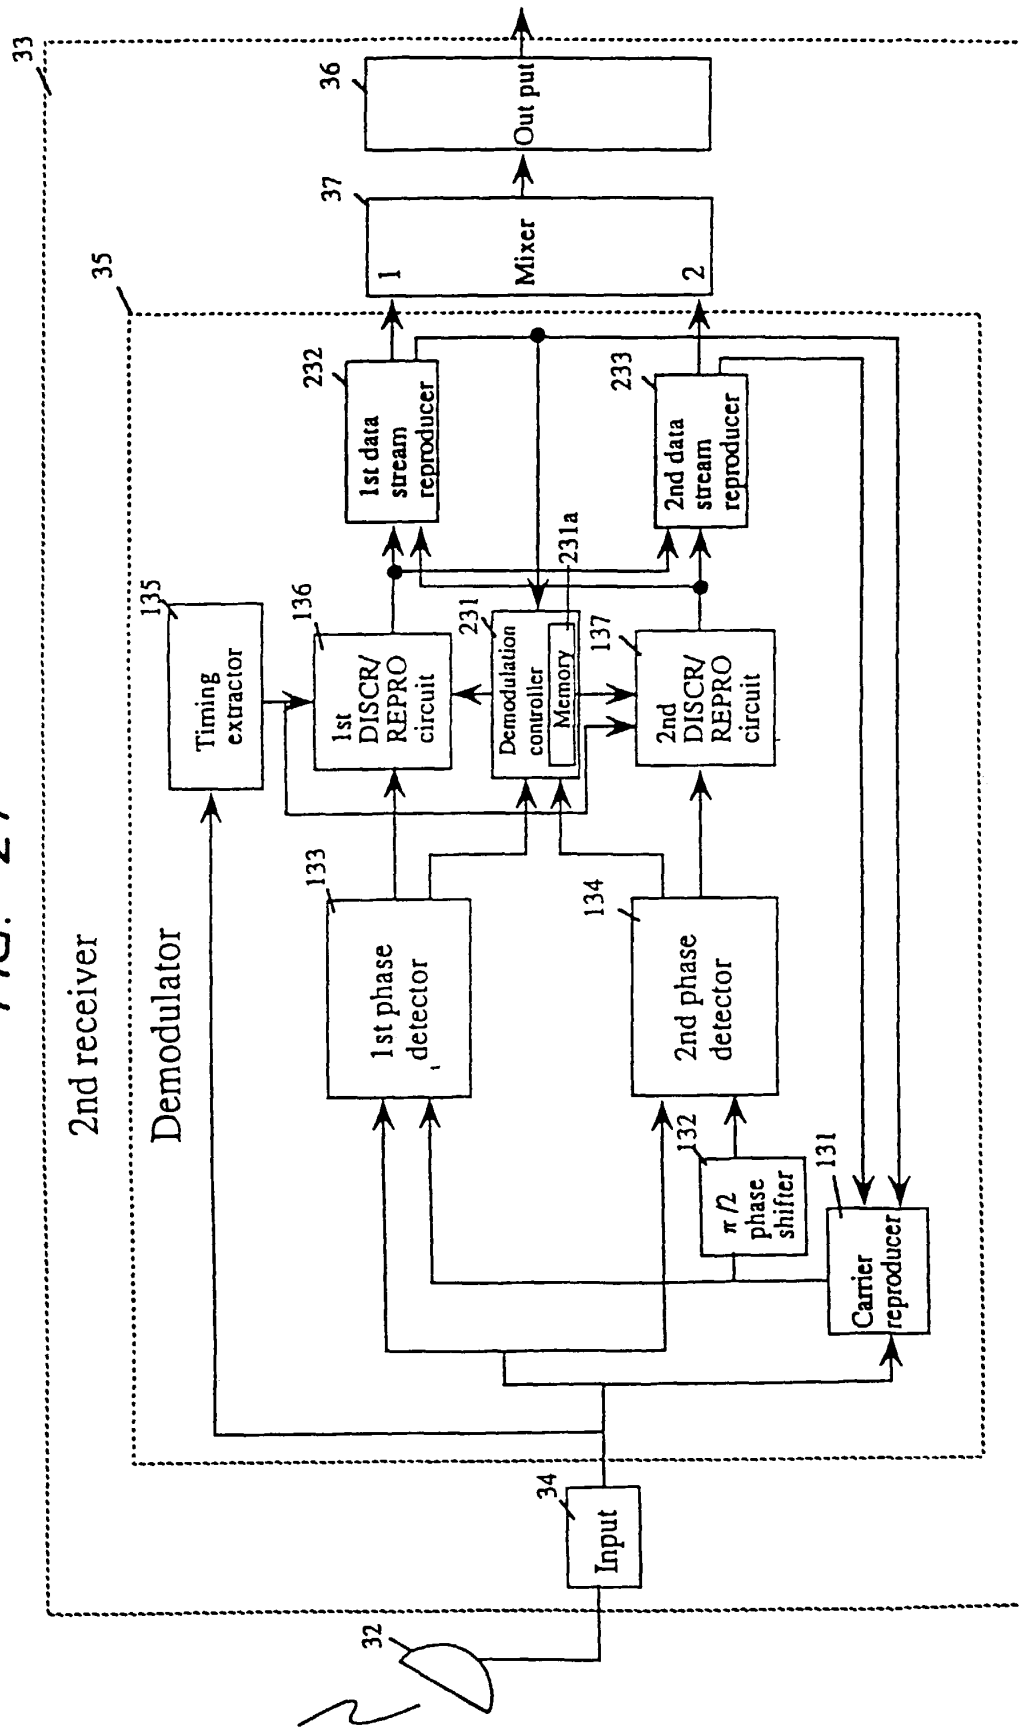 2nd receiver
33
Demodulator
35
32
34
Input
Timing
extractor
135
1st phase
detector
133
1st
DISCR/
REPRO
circuit
136
1st data
stream
reproducer
232
Demodulation
controller
231
Memory
231a
2nd phase
detector
134
2nd
DISCR/
REPRO
circuit
137
2nd data
stream
reproducer
233
π/2
phase
shifter
132
Carrier
reproducer
131
1
Mixer
2
37
Out put
36